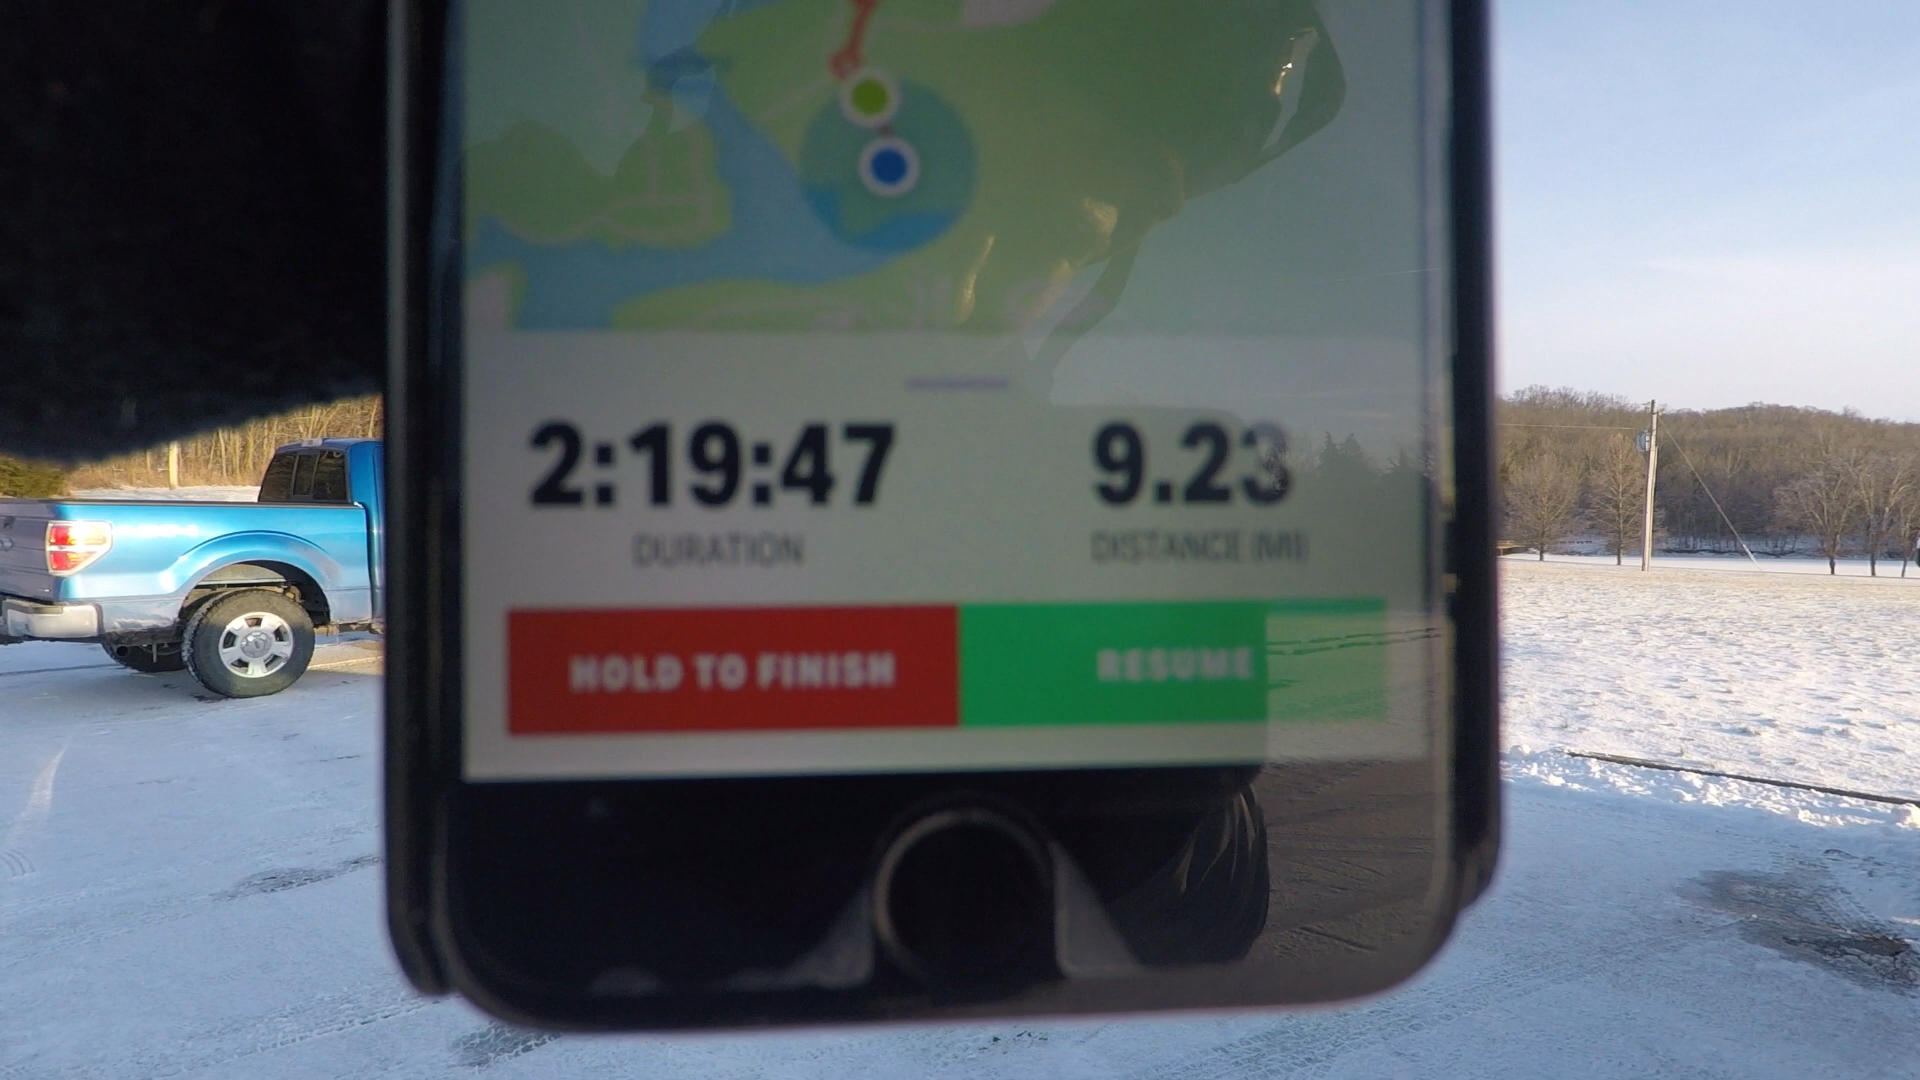 2:19:47 9.23
DURATION DISTANCE (MI)
HOLD TO FINISH RESUME